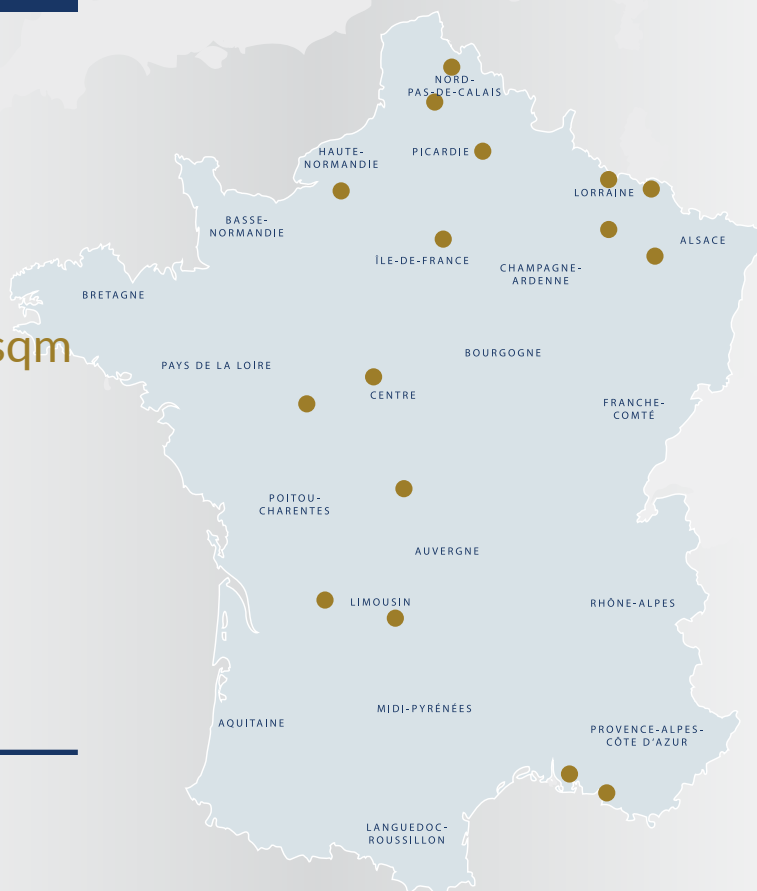 NORD-
PAS-DE-CALAIS
HAUTE-
NORMANDIE
PICARDIE
LORRAINE
BASSE-
NORMANDIE
ALSACE
ÎLE-DE-FRANCE
CHAMPAGNE-
ARDENNE
BRETAGNE
sqm
PAYS DE LA LOIRE
BOURGOGNE
CENTRE
FRANCHE-
COMTÉ
POITOU-
CHARENTES
AUVERGNE
LIMOUSIN
RHÔNE-ALPES
MIDI-PYRÉNÉES
AQUITAINE
PROVENCE-ALPES-
CÔTE D'AZUR
LANGUEDOC-
ROUSSILLON